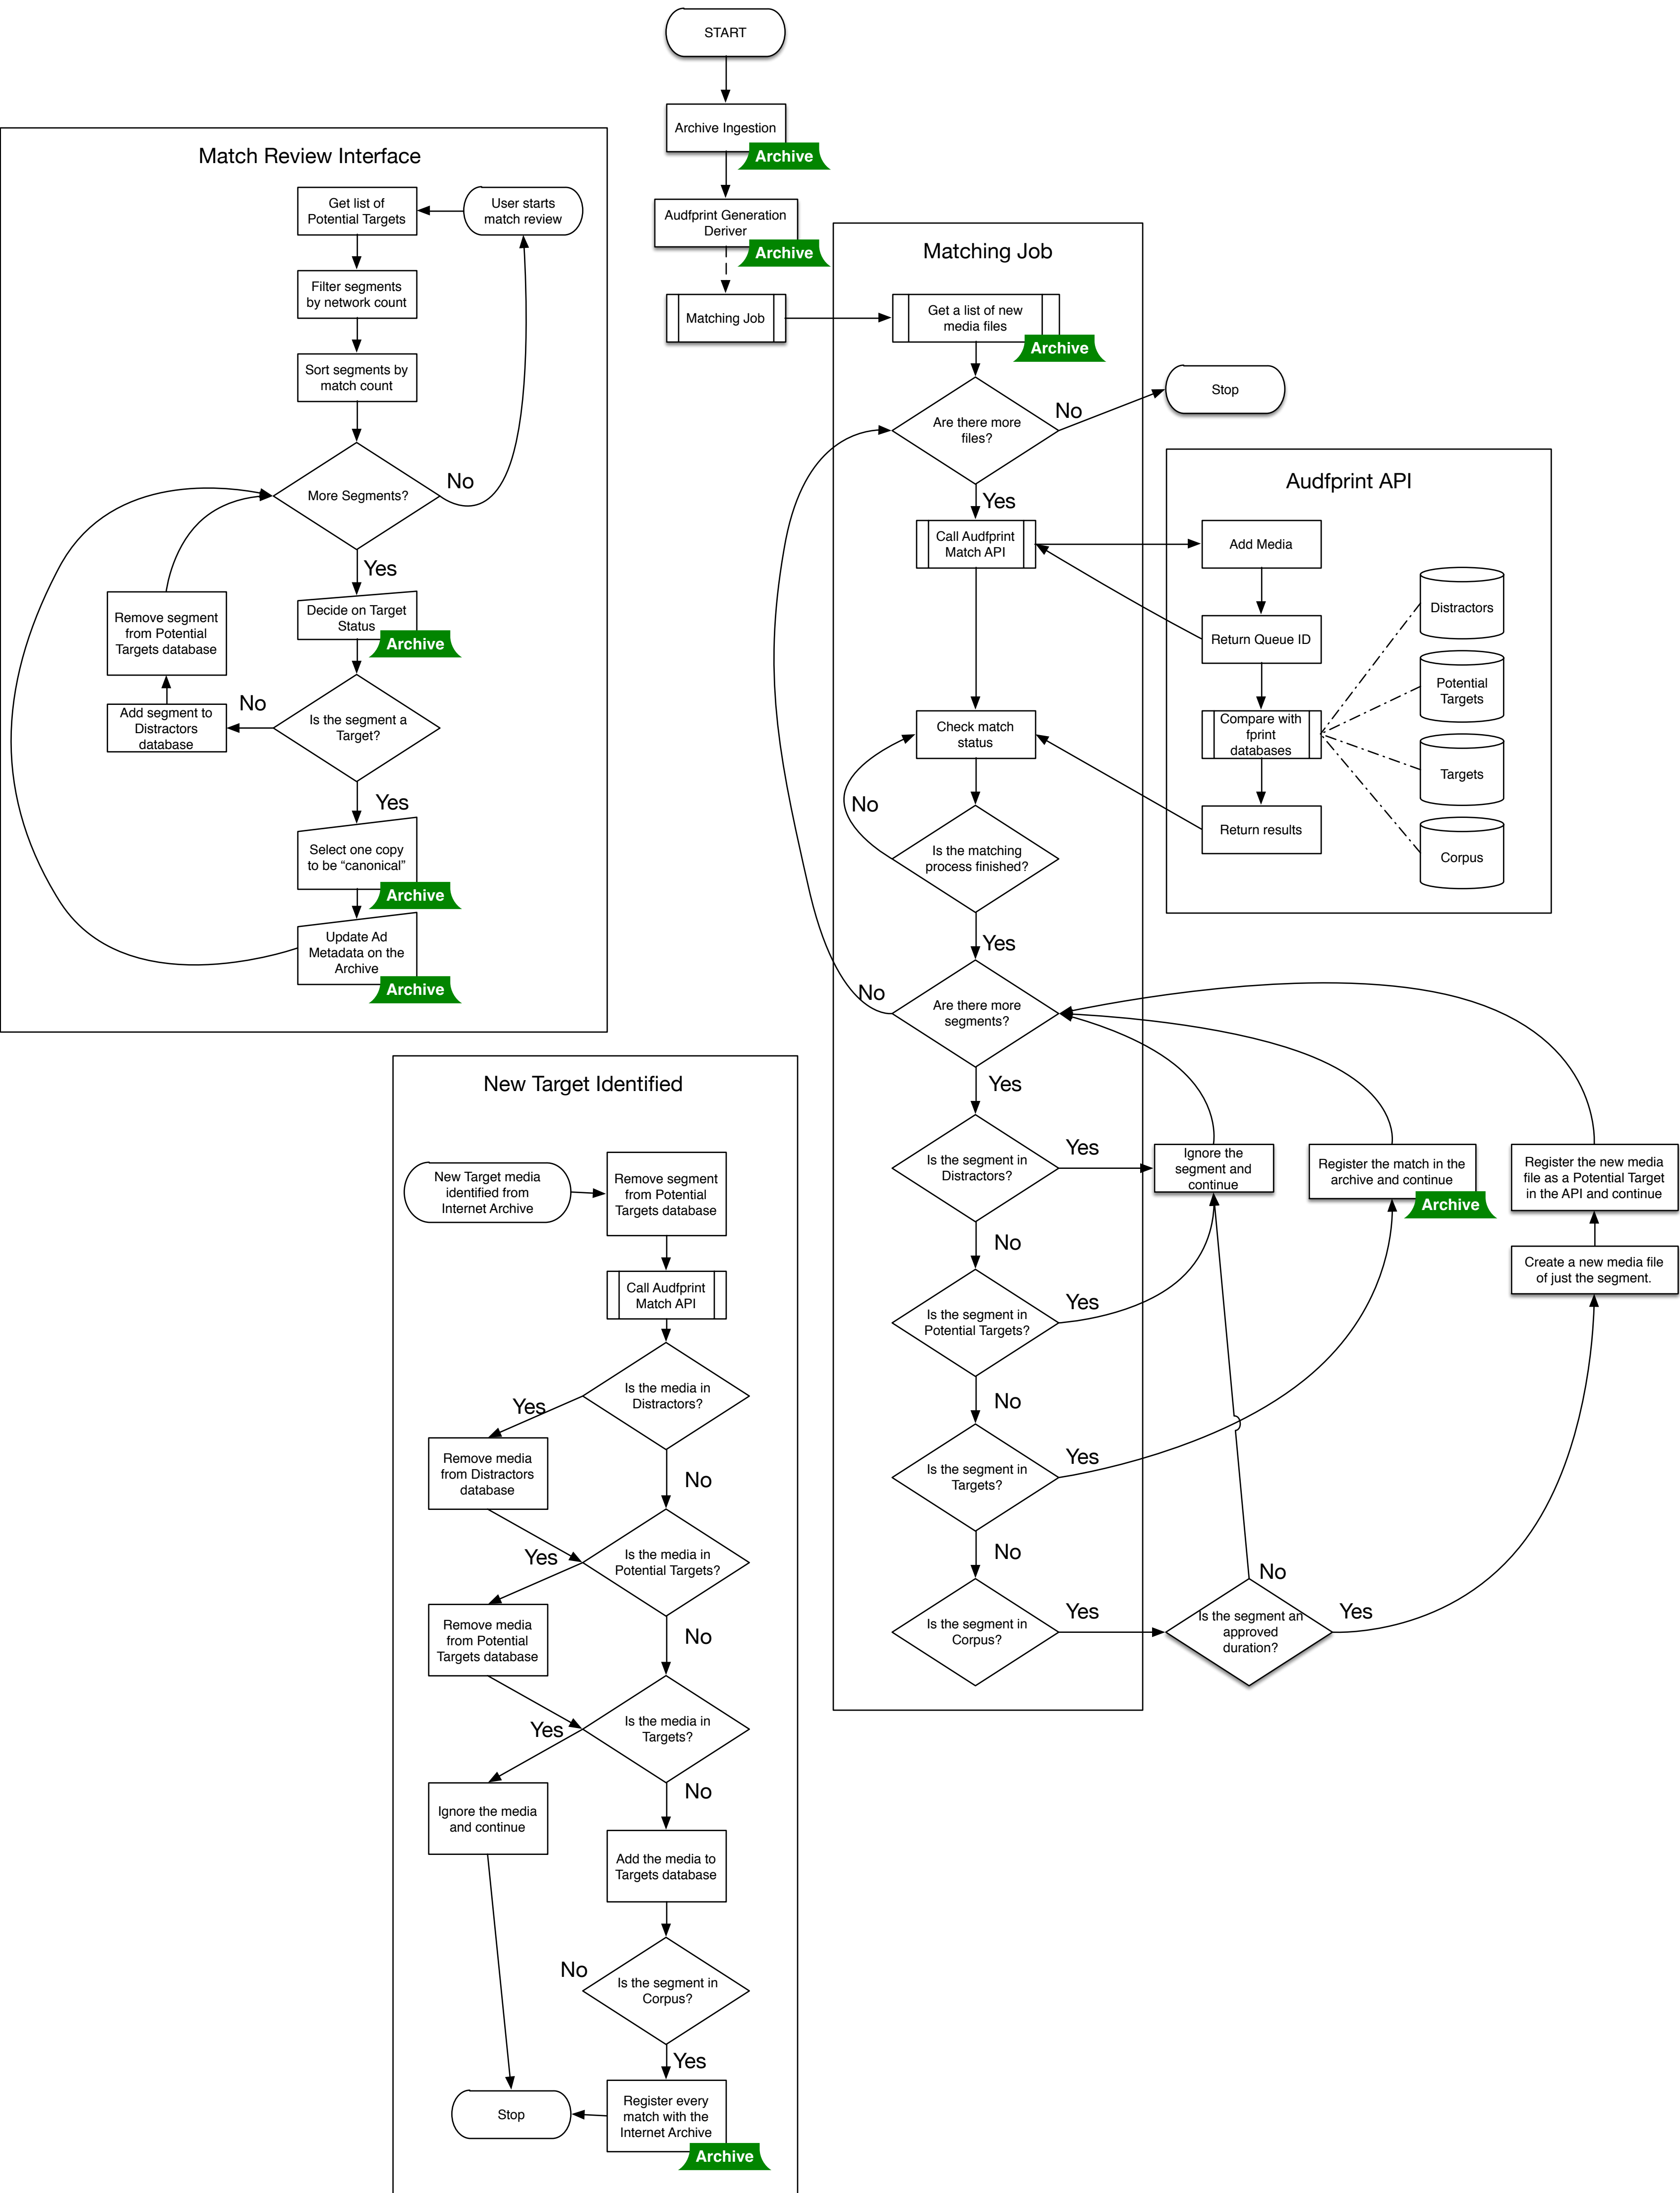 START
Archive Ingestion
Archive
Audfprint Generation
Deriver
Archive
Matching Job
Match Review Interface
User starts
match review
Get list of
Potential Targets
Filter segments
by network count
Sort segments by
match count
More Segments?
No
Yes
Decide on Target
Status
Archive
Is the segment a
Target?
No
Add segment to
Distractors
database
Remove segment
from Potential
Targets database
Yes
Select one copy
to be “canonical”
Archive
Update Ad
Metadata on the
Archive
Archive
Matching Job
Get a list of new
media files
Archive
Are there more
files?
No
Stop
Yes
Call Audfprint
Match API
Check match
status
No
Is the matching
process finished?
Yes
No
Are there more
segments?
Yes
Is the segment in
Distractors?
Yes
Ignore the
segment and
continue
No
Is the segment in
Potential Targets?
Yes
No
Is the segment in
Targets?
Yes
Register the match in the
archive and continue
Archive
No
Is the segment in
Corpus?
Yes
Is the segment an
approved
duration?
No
Yes
Create a new media file
of just the segment.
Register the new media
file as a Potential Target
in the API and continue
Audfprint API
Add Media
Return Queue ID
Compare with
fprint
databases
Return results
Distractors
Potential
Targets
Targets
Corpus
New Target Identified
New Target media
identified from
Internet Archive
Remove segment
from Potential
Targets database
Call Audfprint
Match API
Is the media in
Distractors?
Yes
Remove media
from Distractors
database
No
Is the media in
Potential Targets?
Yes
Remove media
from Potential
Targets database
No
Is the media in
Targets?
Yes
Ignore the media
and continue
No
Add the media to
Targets database
Is the segment in
Corpus?
No
Yes
Register every
match with the
Internet Archive
Archive
Stop